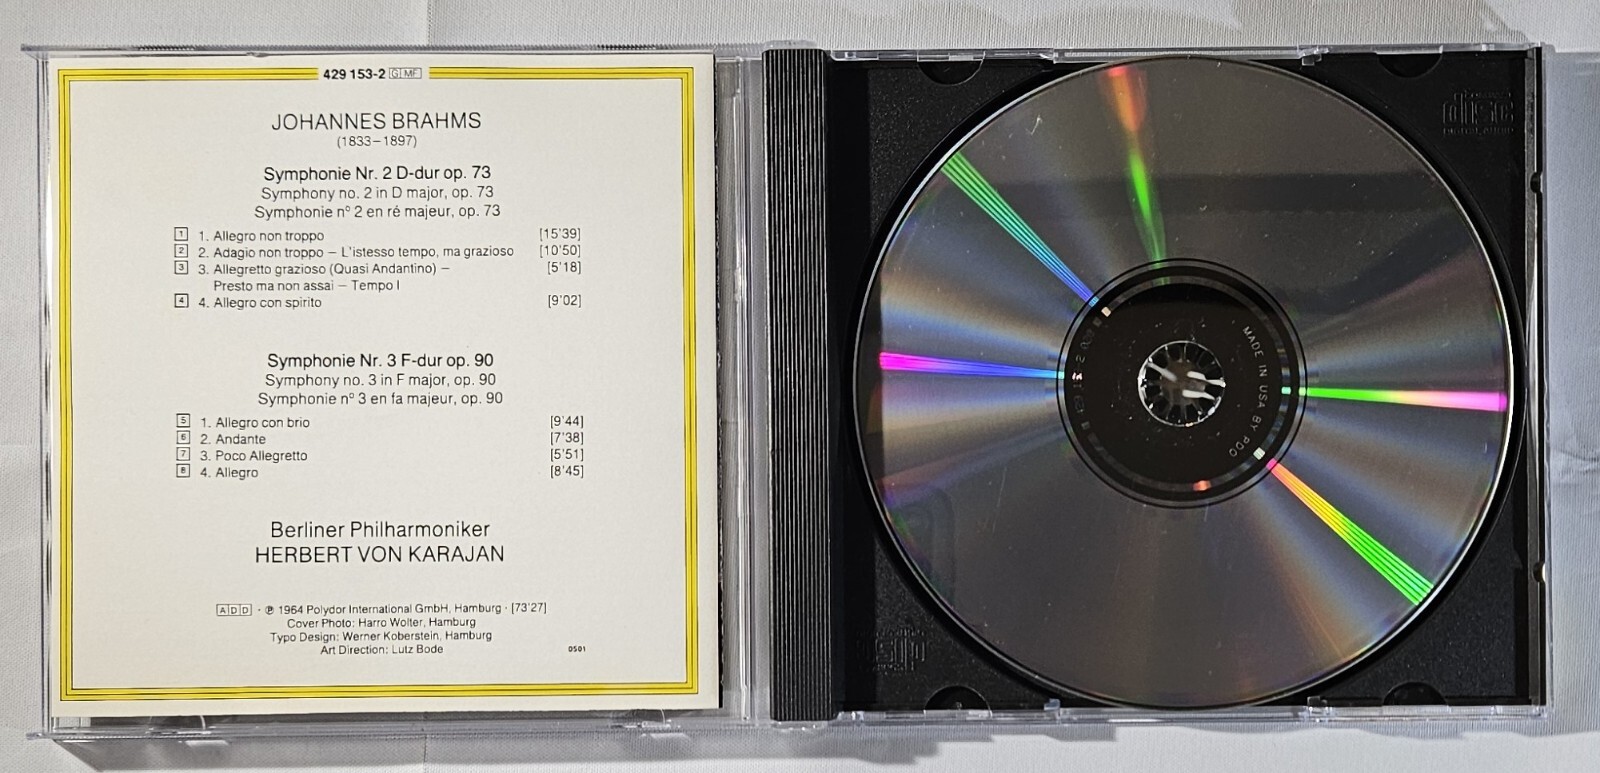 429 153-2 G MF
JOHANNES BRAHMS
(1833–1897)
Symphonie Nr. 2 D-dur op. 73
Symphony no. 2 in D major, op. 73
Symphonie n° 2 en ré majeur, op. 73
1 1. Allegro non troppo [15'39]
2 2. Adagio non troppo – L'istesso tempo, ma grazioso [10'50]
3 3. Allegretto grazioso (Quasi Andantino) – [5'18]
Presto ma non assai – Tempo I
4 4. Allegro con spirito [9'02]
Symphonie Nr. 3 F-dur op. 90
Symphony no. 3 in F major, op. 90
Symphonie n° 3 en fa majeur, op. 90
5 1. Allegro con brio [9'44]
6 2. Andante [7'38]
7 3. Poco Allegretto [5'51]
8 4. Allegro [8'45]
Berliner Philharmoniker
HERBERT VON KARAJAN
ADD · ℗ 1964 Polydor International GmbH, Hamburg · [73'27]
Cover Photo: Harro Wolter, Hamburg
Typo Design: Werner Koberstein, Hamburg
Art Direction: Lutz Bode 0501
MADE IN USA BY PDO
disc